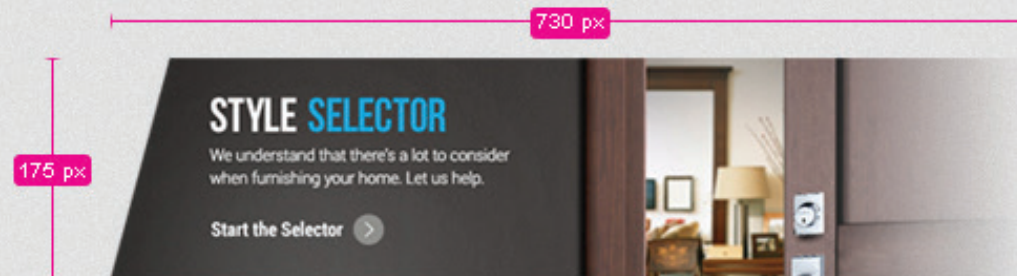 730 px
STYLE SELECTOR
We understand that there's a lot to consider
175 px
when furnishing your home. Let us help.
Start the Selector